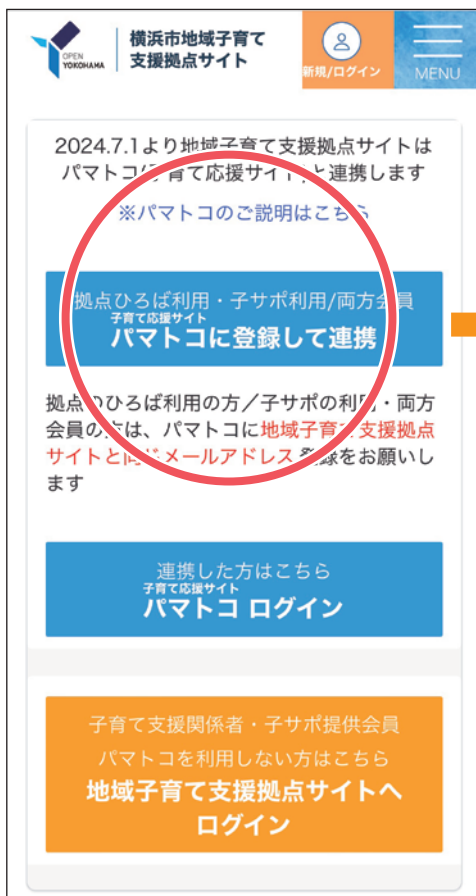 OPEN
YOKOHAMA
横浜市地域子育て
支援拠点サイト
新規/ログイン
MENU
2024.7.1より地域子育て支援拠点サイトは
パマトコ(子育て応援サイト)と連携します
※パマトコのご説明はこちら
拠点ひろば利用・子サポ利用/両方会員
子育て応援サイト
パマトコに登録して連携
拠点のひろば利用の方／子サポの利用・両方
会員の方は、パマトコに地域子育て支援拠点
サイトと同じメールアドレス登録をお願いし
ます
連携した方はこちら
子育て応援サイト
パマトコ ログイン
子育て支援関係者・子サポ提供会員
パマトコを利用しない方はこちら
地域子育て支援拠点サイトへ
ログイン